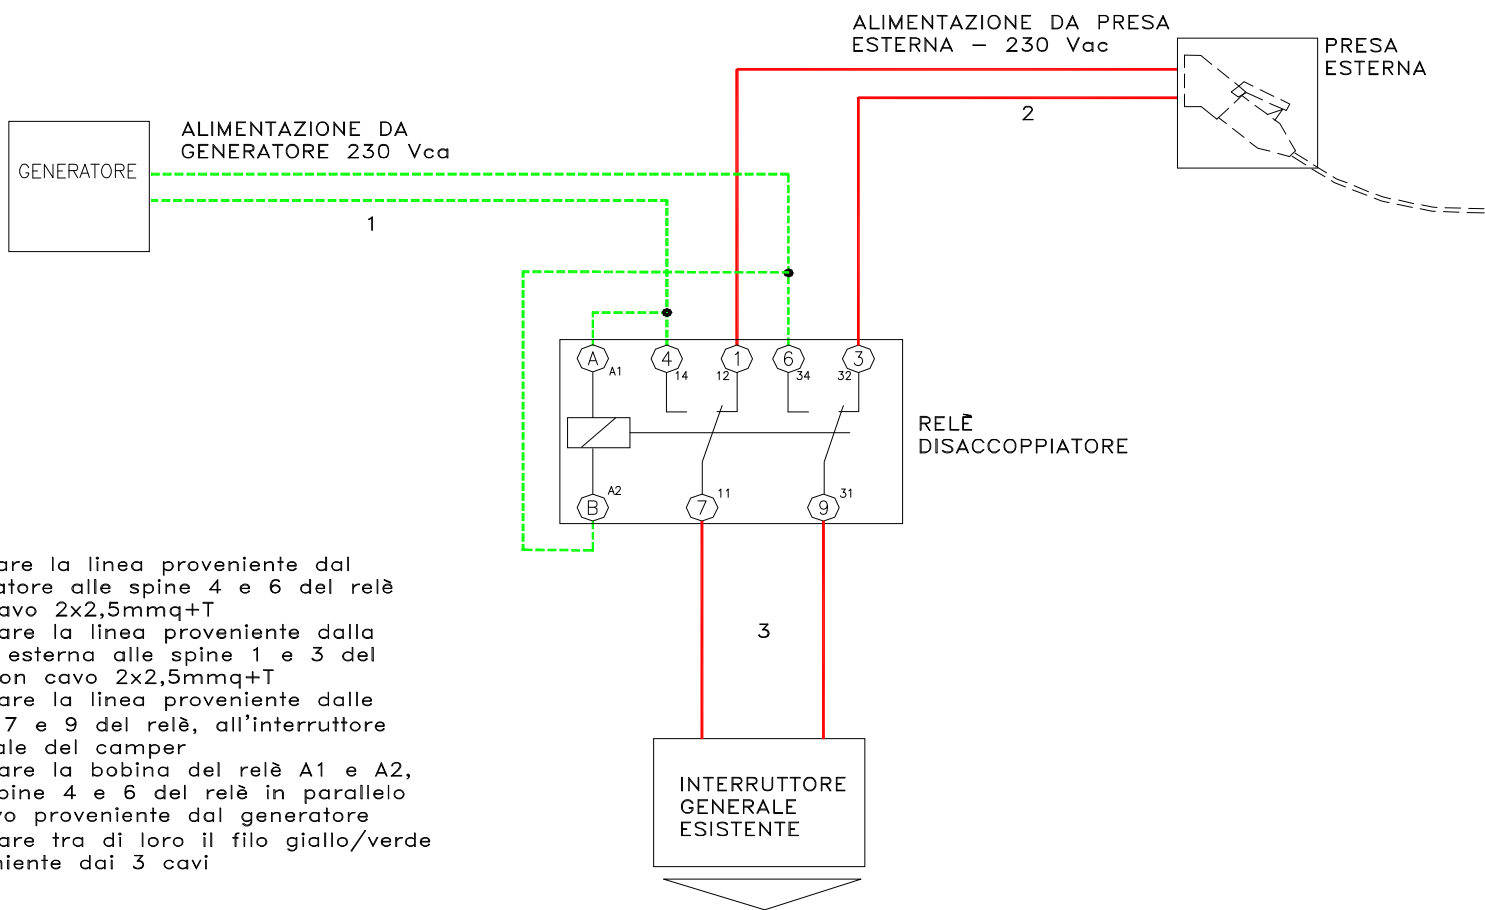 ALIMENTAZIONE DA PRESA
ESTERNA – 230 Vac
PRESA
ESTERNA
2
ALIMENTAZIONE DA
GENERATORE 230 Vca
GENERATORE
1
A
A1
4
14
1
12
6
34
3
32
RELÈ
DISACCOPPIATORE
B
A2
7
11
9
31
are la linea proveniente dal
atore alle spine 4 e 6 del relè
avo 2x2,5mmq+T
are la linea proveniente dalla
esterna alle spine 1 e 3 del
on cavo 2x2,5mmq+T
are la linea proveniente dalle
7 e 9 del relè, all'interruttore
ale del camper
are la bobina del relè A1 e A2,
pine 4 e 6 del relè in parallelo
vo proveniente dal generatore
are tra di loro il filo giallo/verde
niente dai 3 cavi
3
INTERRUTTORE
GENERALE
ESISTENTE